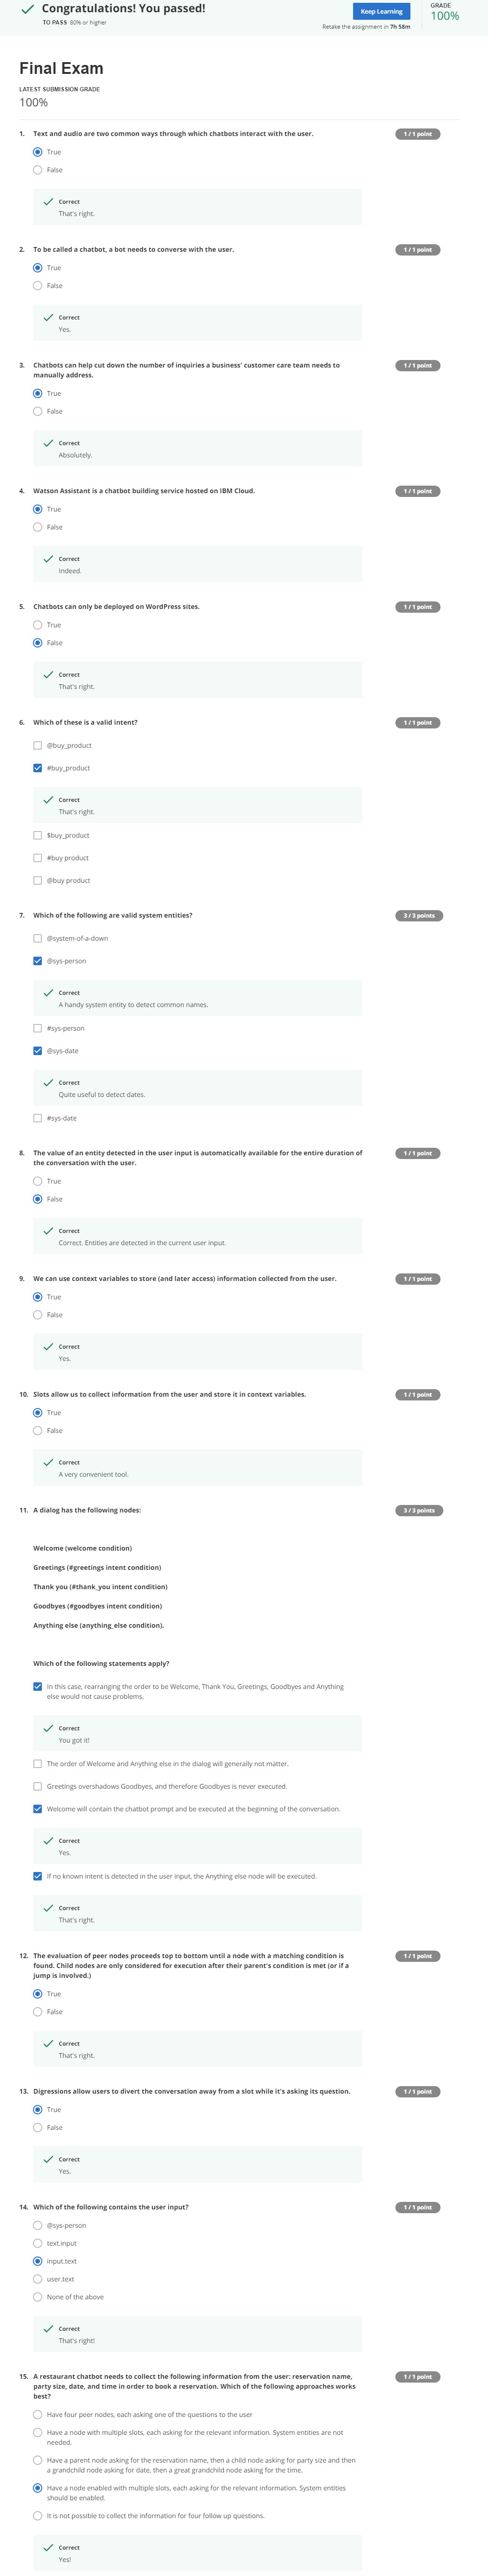 Congratulations! You passed!
TO PASS 80% or higher
Keep Learning
Retake the assignment in 7h 58m
GRADE
100%
Final Exam
LATEST SUBMISSION GRADE
100%
1. Text and audio are two common ways through which chatbots interact with the user.
1 / 1 point
True
False
Correct
That's right.
2. To be called a chatbot, a bot needs to converse with the user.
1 / 1 point
True
False
Correct
Yes.
3. Chatbots can help cut down the number of inquiries a business' customer care team needs to
manually address.
1 / 1 point
True
False
Correct
Absolutely.
4. Watson Assistant is a chatbot building service hosted on IBM Cloud.
1 / 1 point
True
False
Correct
Indeed.
5. Chatbots can only be deployed on WordPress sites.
1 / 1 point
True
False
Correct
That's right.
6. Which of these is a valid intent?
1 / 1 point
@buy_product
#buy_product
Correct
That's right.
$buy_product
#buy product
@buy product
7. Which of the following are valid system entities?
3 / 3 points
@system-of-a-down
@sys-person
Correct
A handy system entity to detect common names.
#sys-person
@sys-date
Correct
Quite useful to detect dates.
#sys-date
8. The value of an entity detected in the user input is automatically available for the entire duration of
the conversation with the user.
1 / 1 point
True
False
Correct
Correct. Entities are detected in the current user input.
9. We can use context variables to store (and later access) information collected from the user.
1 / 1 point
True
False
Correct
Yes.
10. Slots allow us to collect information from the user and store it in context variables.
1 / 1 point
True
False
Correct
A very convenient tool.
11. A dialog has the following nodes:
3 / 3 points
Welcome (welcome condition)
Greetings (#greetings intent condition)
Thank you (#thank_you intent condition)
Goodbyes (#goodbyes intent condition)
Anything else (anything_else condition).
Which of the following statements apply?
In this case, rearranging the order to be Welcome, Thank You, Greetings, Goodbyes and Anything
else would not cause problems.
Correct
You got it!
The order of Welcome and Anything else in the dialog will generally not matter.
Greetings overshadows Goodbyes, and therefore Goodbyes is never executed.
Welcome will contain the chatbot prompt and be executed at the beginning of the conversation.
Correct
Yes.
If no known intent is detected in the user input, the Anything else node will be executed.
Correct
That's right.
12. The evaluation of peer nodes proceeds top to bottom until a node with a matching condition is
found. Child nodes are only considered for execution after their parent's condition is met (or if a
jump is involved.)
1 / 1 point
True
False
Correct
That's right.
13. Digressions allow users to divert the conversation away from a slot while it's asking its question.
1 / 1 point
True
False
Correct
Yes.
14. Which of the following contains the user input?
1 / 1 point
@sys-person
text.input
input.text
user.text
None of the above
Correct
That's right!
15. A restaurant chatbot needs to collect the following information from the user: reservation name,
party size, date, and time in order to book a reservation. Which of the following approaches works
best?
1 / 1 point
Have four peer nodes, each asking one of the questions to the user
Have a node with multiple slots, each asking for the relevant information. System entities are not
needed.
Have a parent node asking for the reservation name, then a child node asking for party size and then
a grandchild node asking for date, then a great grandchild node asking for the time.
Have a node enabled with multiple slots, each asking for the relevant information. System entities
should be enabled.
It is not possible to collect the information for four follow up questions.
Correct
Yes!